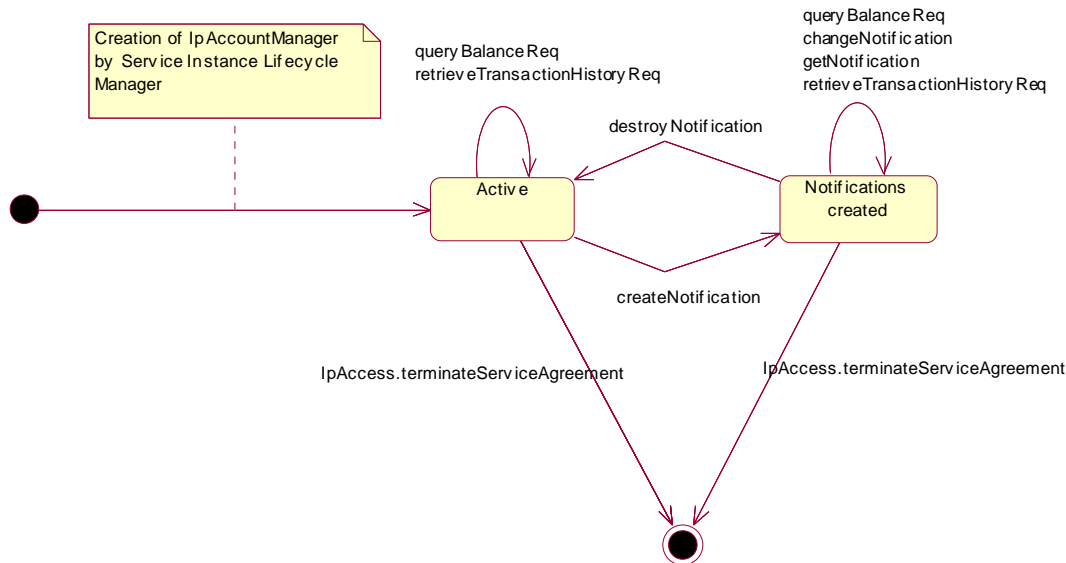 Creation of IpAccountManager
by Service Instance Lifecycle
Manager
queryBalanceReq
retrieveTransactionHistoryReq
queryBalanceReq
changeNotification
getNotification
retrieveTransactionHistoryReq
destroyNotification
Active
Notifications
created
createNotification
IpAccess.terminateServiceAgreement
IpAccess.terminateServiceAgreement